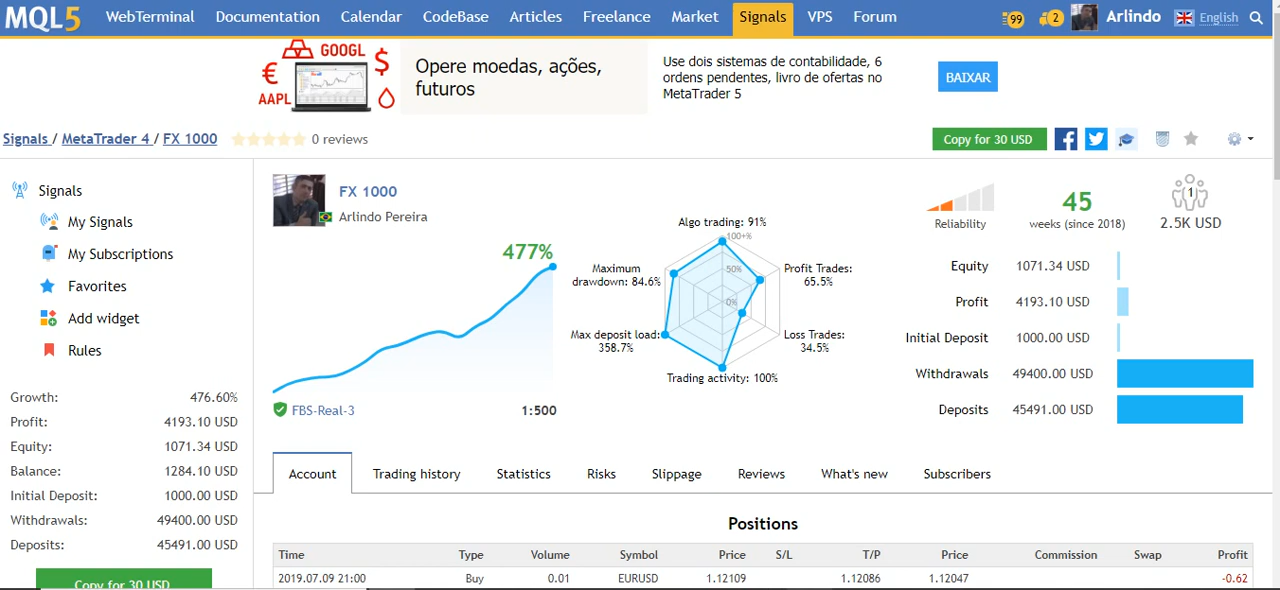 MQL5 WebTerminal Documentation Calendar CodeBase Articles Freelance Market Signals VPS Forum 99 2 Arlindo English
GOOGL
€ $
AAPL
Opere moedas, ações,
futuros
Use dois sistemas de contabilidade, 6
ordens pendentes, livro de ofertas no
MetaTrader 5
BAIXAR
Signals / MetaTrader 4 / FX 1000 0 reviews
Copy for 30 USD
Signals
My Signals
My Subscriptions
Favorites
Add widget
Rules
Growth: 476.60%
Profit: 4193.10 USD
Equity: 1071.34 USD
Balance: 1284.10 USD
Initial Deposit: 1000.00 USD
Withdrawals: 49400.00 USD
Deposits: 45491.00 USD
Copy for 30 USD
FX 1000
Arlindo Pereira
477%
FBS-Real-3 1:500
Algo trading: 91%
100+%
50%
0%
Maximum
drawdown: 84.6%
Profit Trades:
65.5%
Max deposit load:
358.7%
Loss Trades:
34.5%
Trading activity: 100%
Reliability
45
weeks (since 2018)
1
2.5K USD
Equity 1071.34 USD
Profit 4193.10 USD
Initial Deposit 1000.00 USD
Withdrawals 49400.00 USD
Deposits 45491.00 USD
Account Trading history Statistics Risks Slippage Reviews What's new Subscribers
Positions
Time Type Volume Symbol Price S/L T/P Price Commission Swap Profit
2019.07.09 21:00 Buy 0.01 EURUSD 1.12109 1.12086 1.12047 -0.62